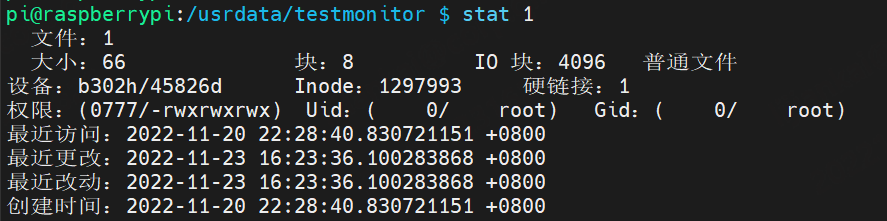 pi@raspberrypi:/usrdata/testmonitor $ stat 1
文件：1
大小：66 块：8 IO 块：4096 普通文件
设备：b302h/45826d Inode：1297993 硬链接：1
权限：(0777/-rwxrwxrwx) Uid：( 0/ root) Gid：( 0/ root)
最近访问：2022-11-20 22:28:40.830721151 +0800
最近更改：2022-11-23 16:23:36.100283868 +0800
最近改动：2022-11-23 16:23:36.100283868 +0800
创建时间：2022-11-20 22:28:40.830721151 +0800